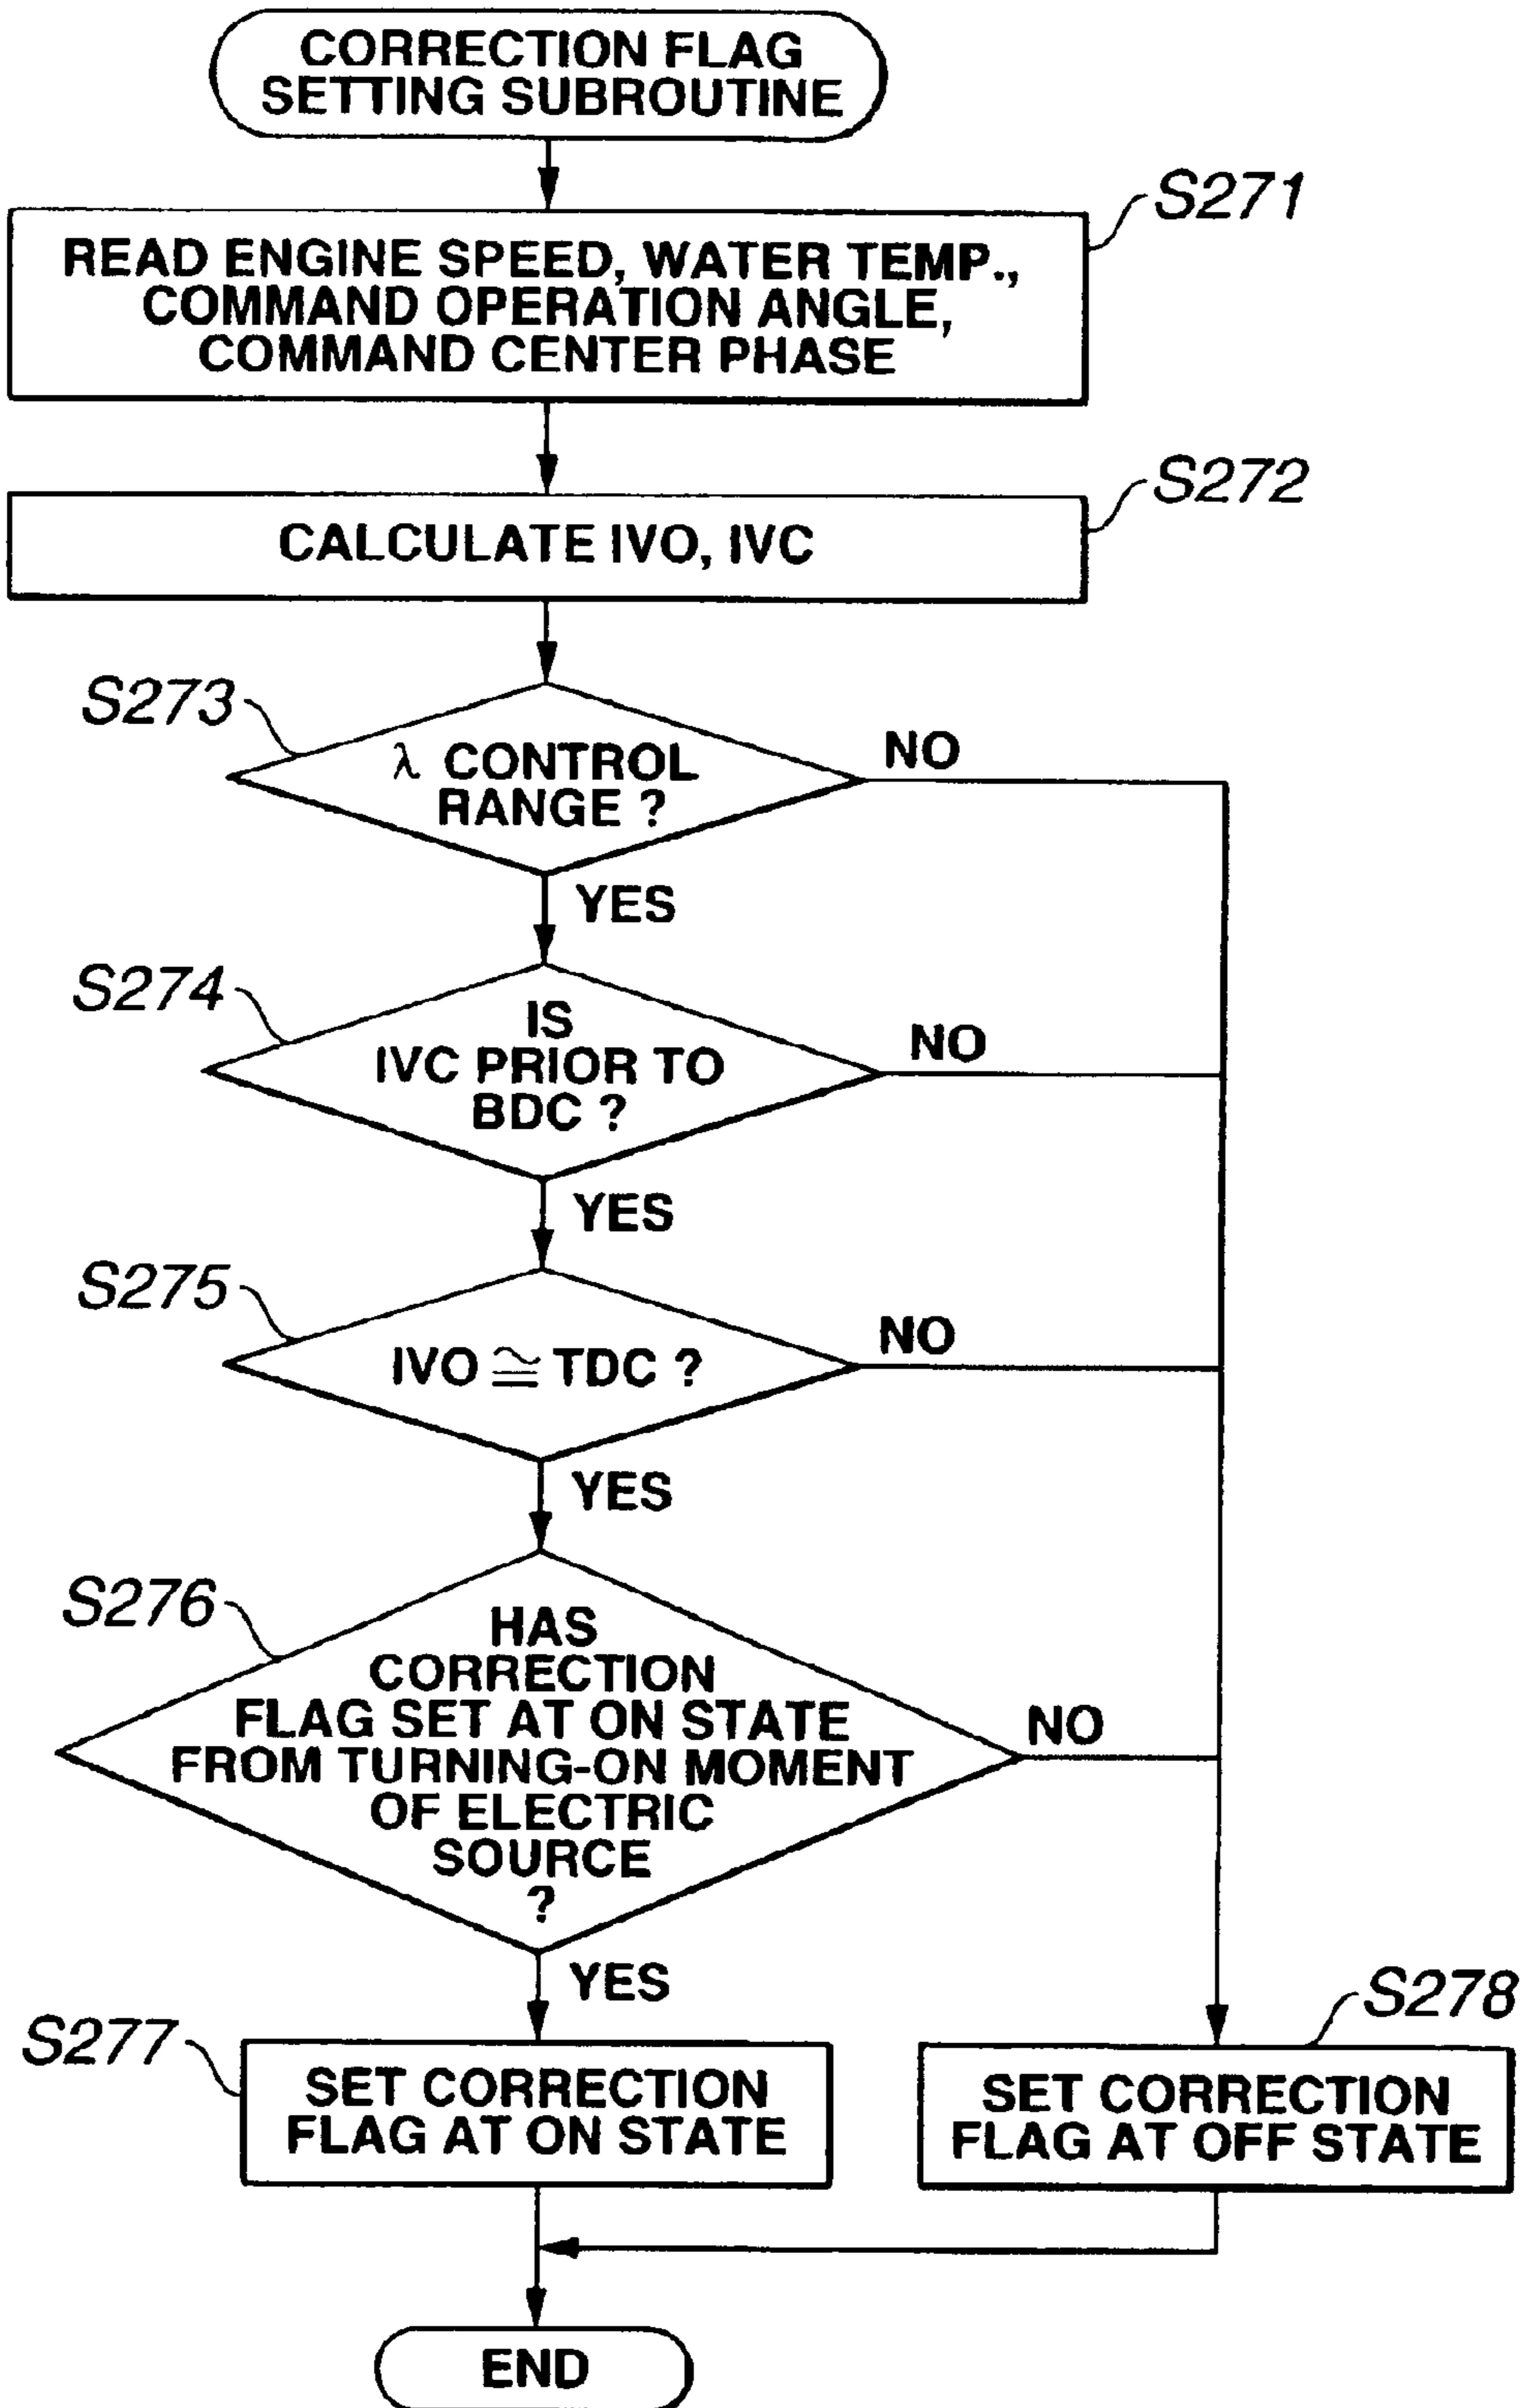 CORRECTION FLAG
SETTING SUBROUTINE
S271
READ ENGINE SPEED, WATER TEMP.,
COMMAND OPERATION ANGLE,
COMMAND CENTER PHASE
S272
CALCULATE IVO, IVC
S273
λ CONTROL
RANGE ?
NO
YES
S274
IS
IVC PRIOR TO
BDC ?
NO
YES
S275
IVO ≅ TDC ?
NO
YES
S276
HAS
CORRECTION
FLAG SET AT ON STATE
FROM TURNING-ON MOMENT
OF ELECTRIC
SOURCE
?
NO
YES
S277
SET CORRECTION
FLAG AT ON STATE
S278
SET CORRECTION
FLAG AT OFF STATE
END